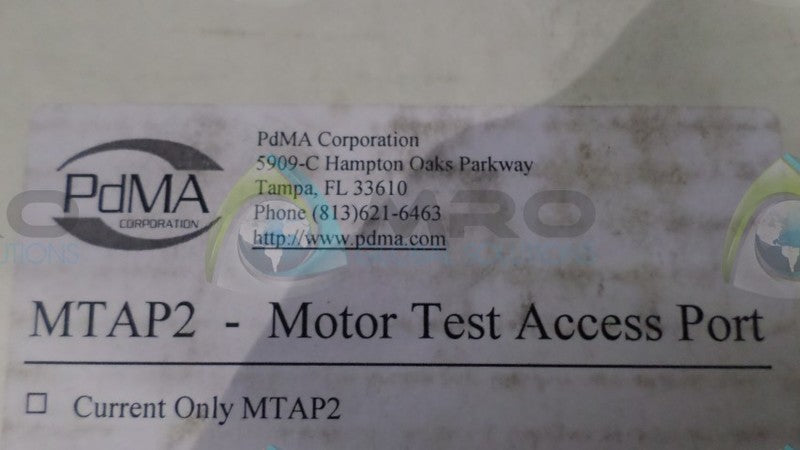 PdMA Corporation
5909-C Hampton Oaks Parkway
Tampa, FL 33610
Phone (813)621-6463
http://www.pdma.com
PdMA
CORPORATION
MRO
MTAP2 - Motor Test Access Port
☐ Current Only MTAP2